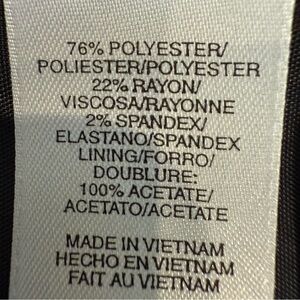 76% POLYESTER/
POLIESTER/POLYESTER
22% RAYON/
VISCOSA/RAYONNE
2% SPANDEX/
ELASTANO/SPANDEX
LINING/FORRO/
DOUBLURE:
100% ACETATE/
ACETATO/ACETATE
MADE IN VIETNAM
HECHO EN VIETNAM
FAIT AU VIETNAM